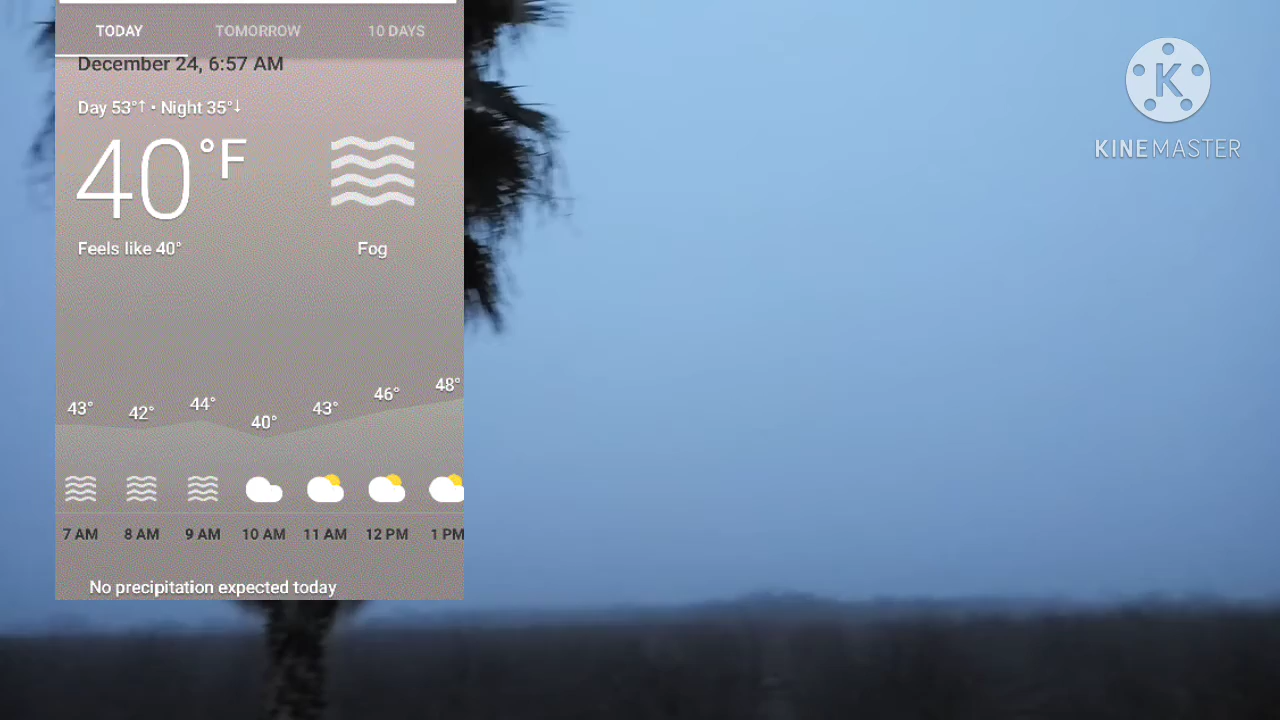 TODAY TOMORROW 10 DAYS
December 24, 6:57 AM
Day 53°↑ • Night 35°↓
40°F
Feels like 40° Fog
43° 42° 44° 40° 43° 46° 48°
7 AM 8 AM 9 AM 10 AM 11 AM 12 PM 1 PM
No precipitation expected today
K
KINEMASTER